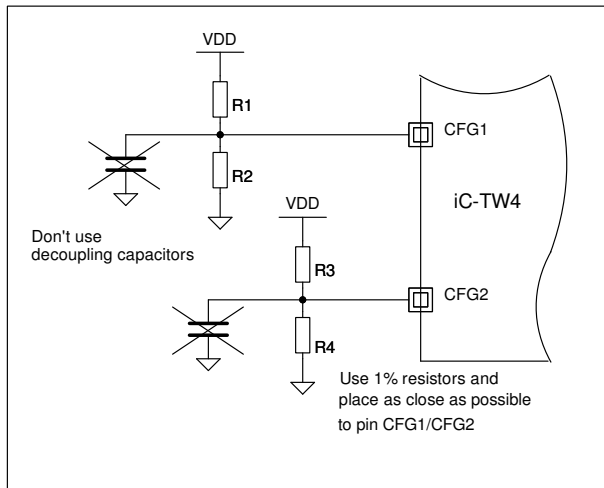 VDD
R1
CFG1
R2
iC-TW4
Don't use
decoupling capacitors
VDD
R3
CFG2
R4
Use 1% resistors and
place as close as possible
to pin CFG1/CFG2